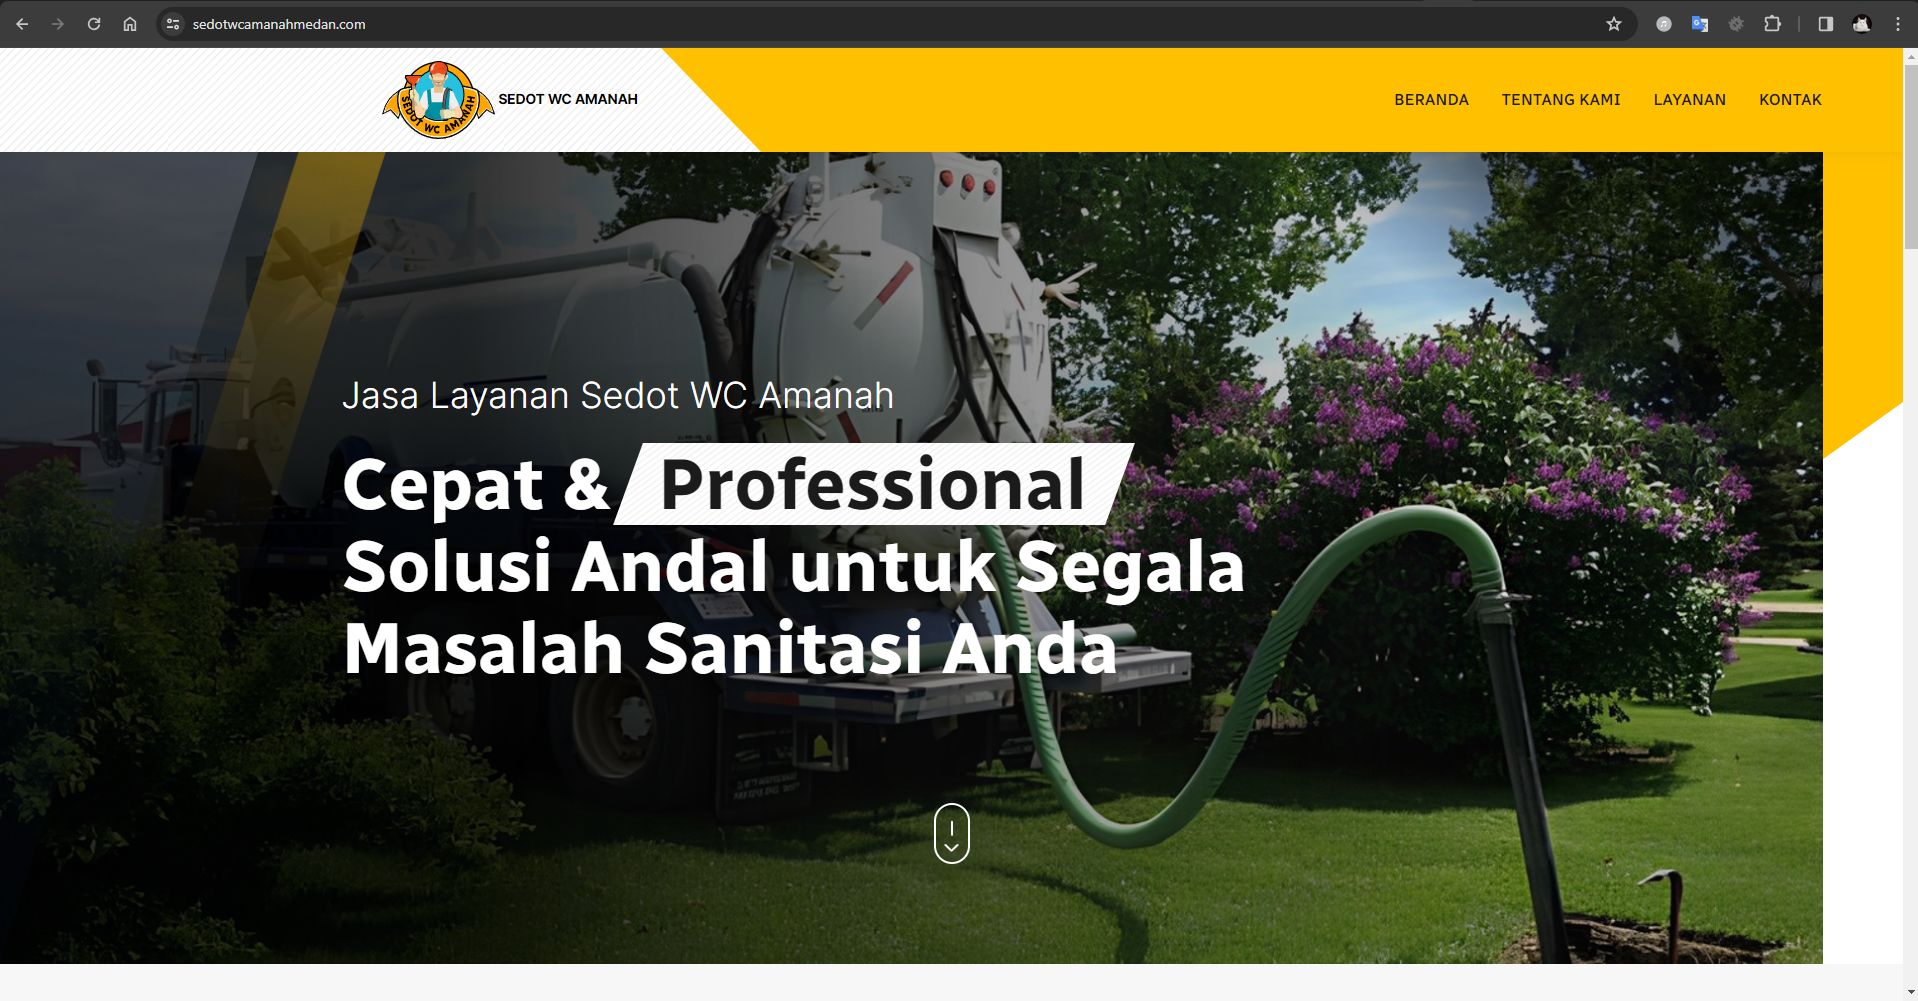 sedotwcamanahmedan.com
SEDOT WC AMANAH
SEDOT WC AMANAH
BERANDA
TENTANG KAMI
LAYANAN
KONTAK
Jasa Layanan Sedot WC Amanah
Cepat & Professional
Solusi Andal untuk Segala
Masalah Sanitasi Anda